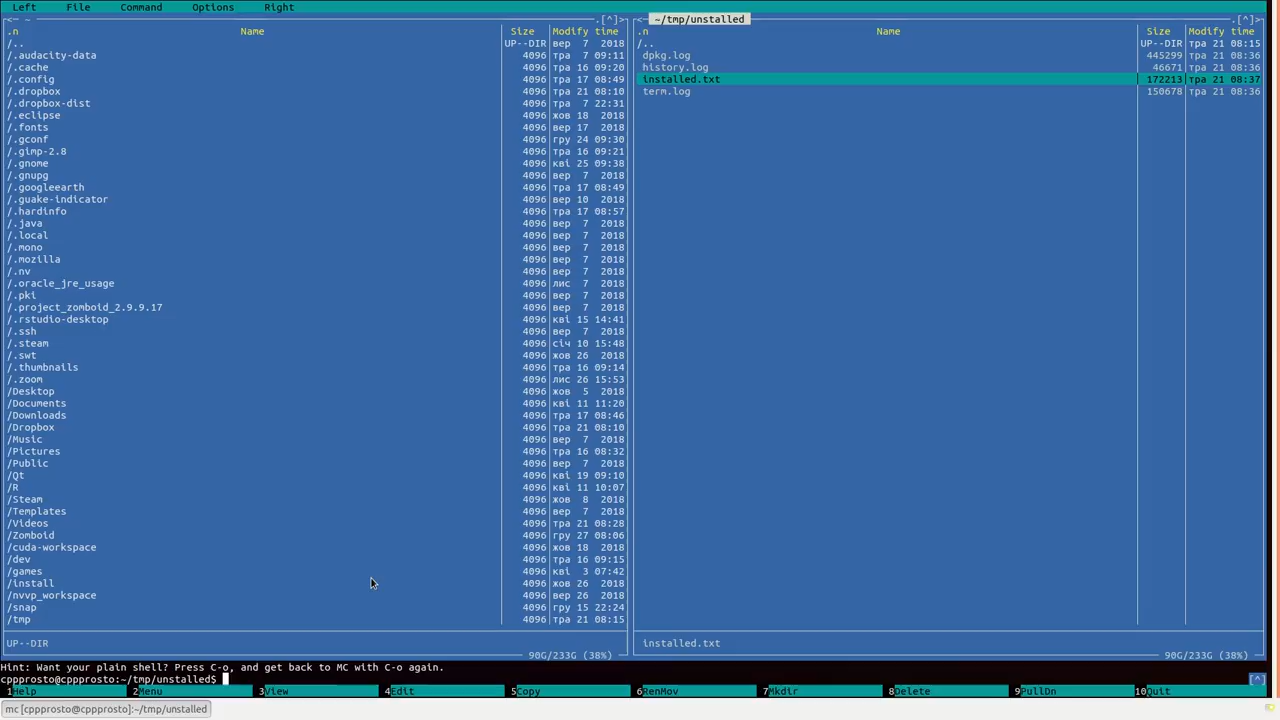 Left File Command Options Right
<─ ~ .[^]>
.n Name Size Modify time
/.. UP--DIR вер 7 2018
/.audacity-data 4096 тра 7 09:11
/.cache 4096 тра 16 09:20
/.config 4096 тра 17 08:49
/.dropbox 4096 тра 21 08:10
/.dropbox-dist 4096 тра 7 22:31
/.eclipse 4096 жов 18 2018
/.fonts 4096 вер 17 2018
/.gconf 4096 гру 24 09:30
/.gimp-2.8 4096 тра 16 09:21
/.gnome 4096 кві 25 09:38
/.gnupg 4096 вер 7 2018
/.googleearth 4096 тра 17 08:49
/.guake-indicator 4096 вер 10 2018
/.hardinfo 4096 тра 17 08:57
/.java 4096 вер 7 2018
/.local 4096 вер 7 2018
/.mono 4096 вер 7 2018
/.mozilla 4096 вер 7 2018
/.nv 4096 вер 7 2018
/.oracle_jre_usage 4096 лис 7 2018
/.pki 4096 вер 7 2018
/.project_zomboid_2.9.9.17 4096 вер 7 2018
/.rstudio-desktop 4096 кві 15 14:41
/.ssh 4096 вер 7 2018
/.steam 4096 січ 10 15:48
/.swt 4096 жов 26 2018
/.thumbnails 4096 тра 16 09:14
/.zoom 4096 лис 26 15:53
/Desktop 4096 жов 5 2018
/Documents 4096 кві 11 11:20
/Downloads 4096 тра 17 08:46
/Dropbox 4096 тра 21 08:10
/Music 4096 вер 7 2018
/Pictures 4096 тра 16 08:32
/Public 4096 вер 7 2018
/Qt 4096 кві 19 09:10
/R 4096 кві 11 10:07
/Steam 4096 жов 8 2018
/Templates 4096 вер 7 2018
/Videos 4096 тра 21 08:28
/Zomboid 4096 гру 27 08:06
/cuda-workspace 4096 жов 18 2018
/dev 4096 тра 16 09:15
/games 4096 кві 3 07:42
/install 4096 жов 26 2018
/nvvp_workspace 4096 вер 26 2018
/snap 4096 гру 15 22:24
/tmp 4096 тра 21 08:15
UP--DIR
90G/233G (38%)
<─ ~/tmp/unstalled .[^]>
.n Name Size Modify time
/.. UP--DIR тра 21 08:15
dpkg.log 445299 тра 21 08:36
history.log 46671 тра 21 08:36
installed.txt 172213 тра 21 08:37
term.log 150678 тра 21 08:36
installed.txt
90G/233G (38%)
Hint: Want your plain shell? Press C-o, and get back to MC with C-o again.
cppprosto@cppprosto:~/tmp/unstalled$ [^]
1Help 2Menu 3View 4Edit 5Copy 6RenMov 7Mkdir 8Delete 9PullDn 10Quit
mc [cppprosto@cppprosto]:~/tmp/unstalled